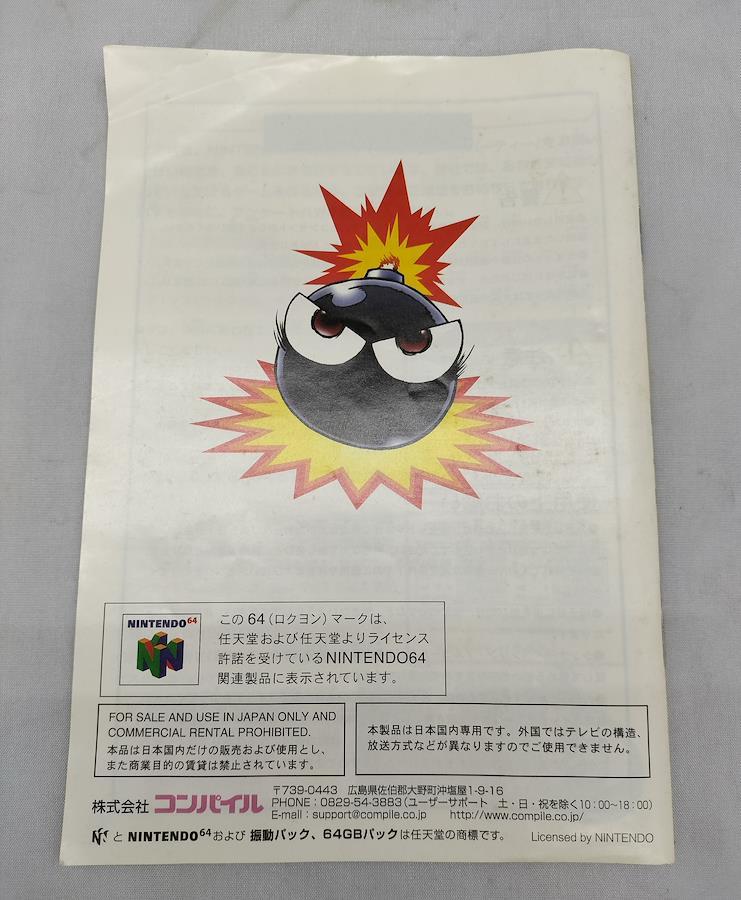 NINTENDO64
この64(ロクヨン)マークは、
任天堂および任天堂よりライセンス
許諾を受けているNINTENDO64
関連製品に表示されています。
FOR SALE AND USE IN JAPAN ONLY AND
COMMERCIAL RENTAL PROHIBITED.
本品は日本国内だけの販売および使用とし、
また商業目的の賃貸は禁止されています。
本製品は日本国内専用です。外国ではテレビの構造、
放送方式などが異なりますのでご使用できません。
株式会社 コンパイル
〒739-0443 広島県佐伯郡大野町沖塩屋1-9-16
PHONE : 0829-54-3883 (ユーザーサポート 土・日・祝を除く10:00~18:00)
E-mail : support@compile.co.jp http://www.compile.co.jp/
と NINTENDO64および 振動パック、64GBパックは任天堂の商標です。
Licensed by NINTENDO